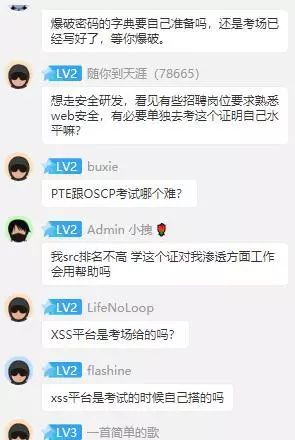 爆破密码的字典要自己准备吗，还是考场已
经写好了，等你爆破。
LV2 随你到天涯（78665）
想走安全研发，看见有些招聘岗位要求熟悉
web安全，有必要单独去考这个证明自己水
平嘛？
LV2 buxie
PTE跟OSCP考试哪个难？
LV2 Admin 小拽
我src排名不高 学这个证对我渗透方面工作
会用帮助吗
LV2 LifeNoLoop
XSS平台是考场给的吗？
LV2 flashine
xss平台是考试的时候自己搭的吗
LV3 一首简单的歌